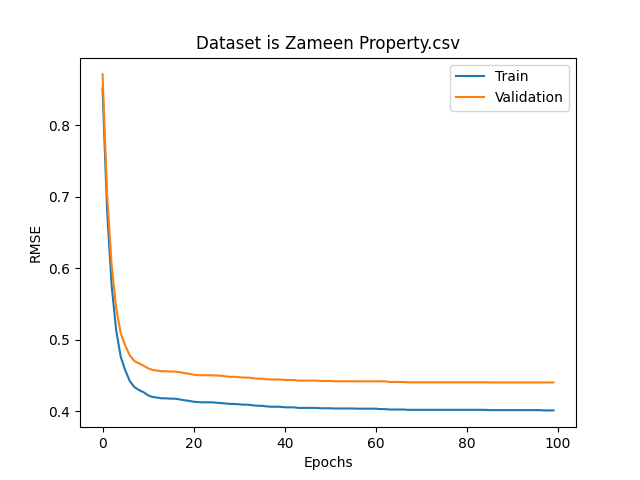 Dataset is Zameen Property.csv
Train
Validation
RMSE
0.8
0.7
0.6
0.5
0.4
0 20 40 60 80 100
Epochs